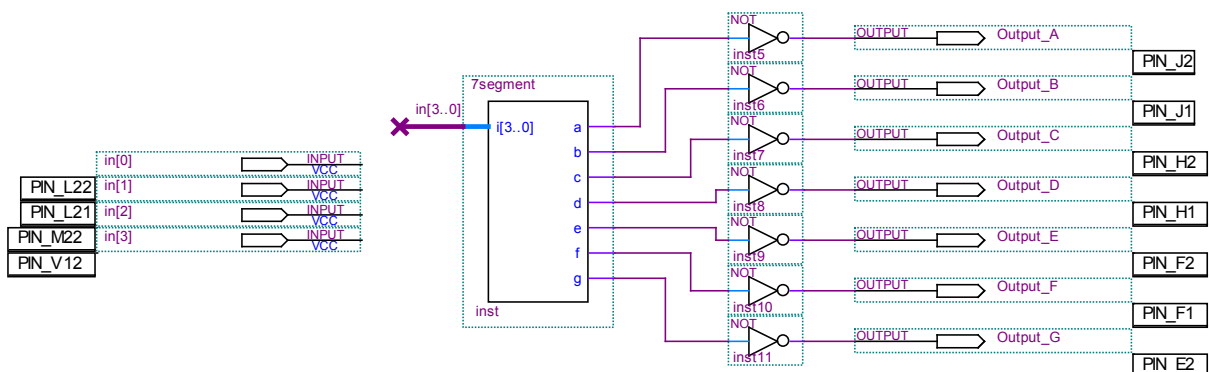 NOT
OUTPUT Output_A
inst5
PIN_J2
NOT
OUTPUT Output_B
inst6
PIN_J1
7segment
in[3..0]
i[3..0]
a
b
c
d
e
f
g
inst
NOT
OUTPUT Output_C
inst7
PIN_H2
NOT
OUTPUT Output_D
inst8
PIN_H1
NOT
OUTPUT Output_E
inst9
PIN_F2
NOT
OUTPUT Output_F
inst10
PIN_F1
NOT
OUTPUT Output_G
inst11
PIN_E2
in[0] INPUT
VCC
PIN_L22
in[1] INPUT
VCC
PIN_L21
in[2] INPUT
VCC
PIN_M22
in[3] INPUT
VCC
PIN_V12